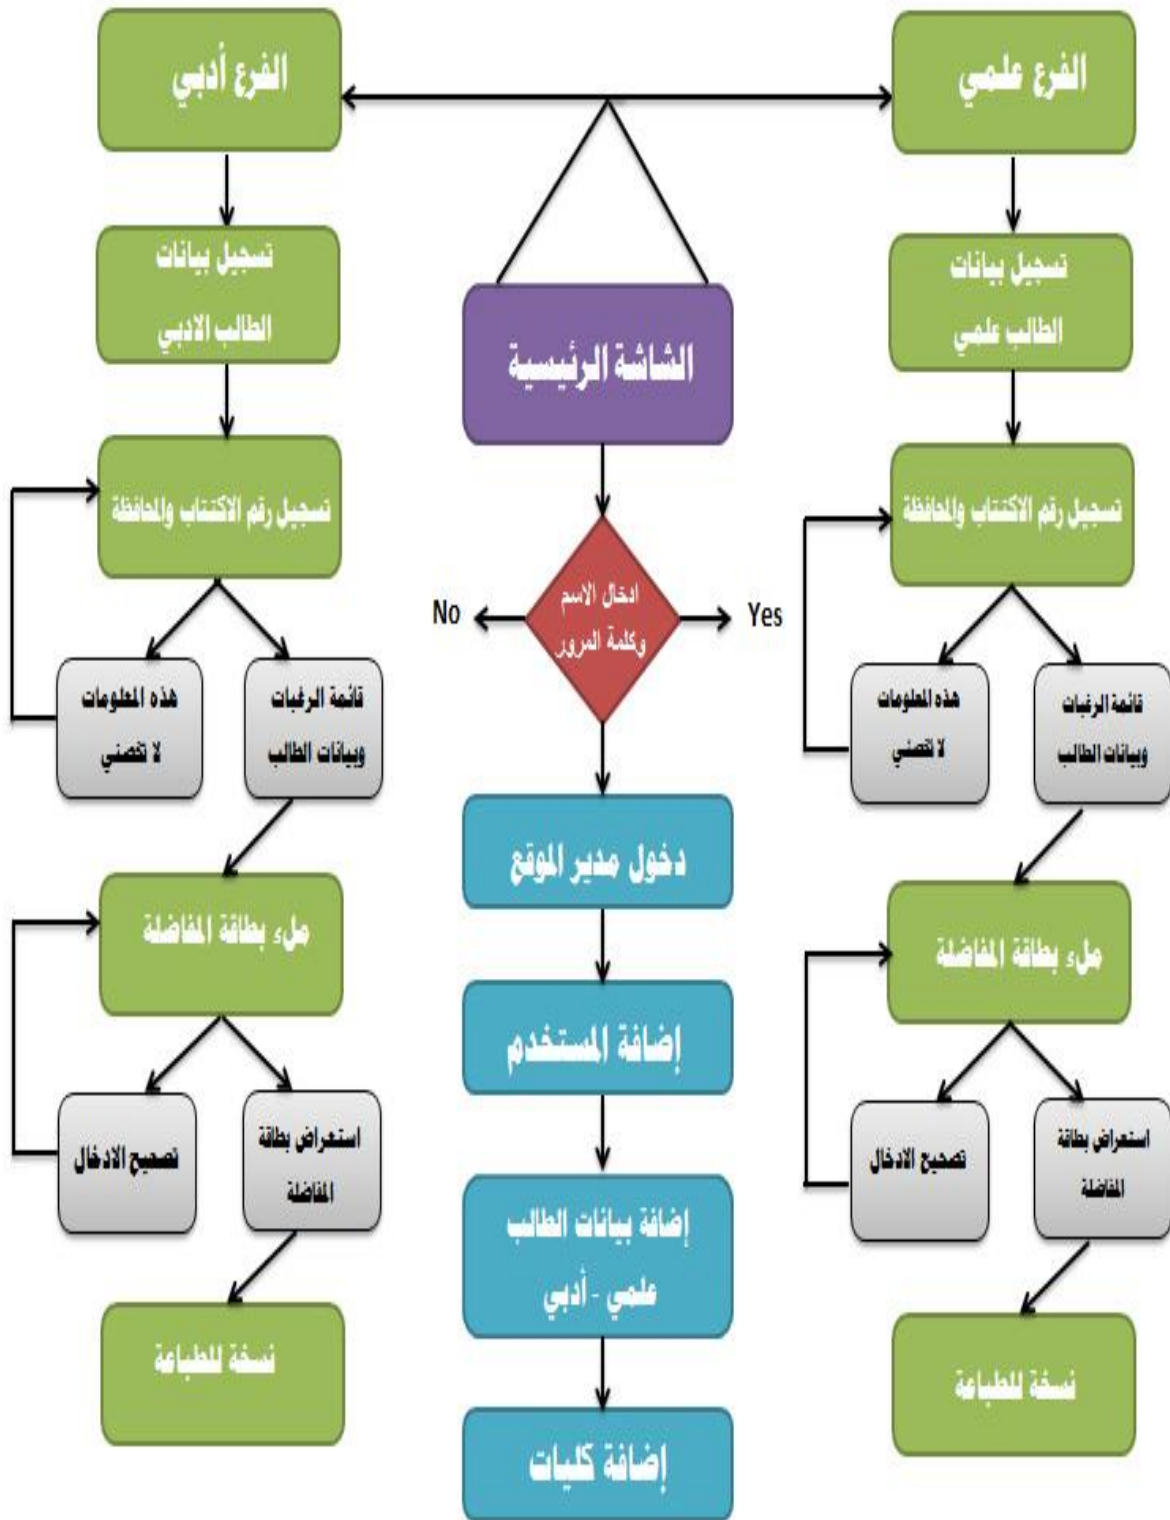 الفرع علمي
الفرع أدبي
تسجيل بيانات
الطالب علمي
تسجيل بيانات
الطالب الادبي
الشاشة الرئيسية
تسجيل رقم الاكتتاب والمحافظة
تسجيل رقم الاكتتاب والمحافظة
ادخال الاسم
وكلمة المرور
Yes
No
قائمة الرغبات
وبيانات الطالب
هذه المعلومات
لا تخصني
قائمة الرغبات
وبيانات الطالب
هذه المعلومات
لا تخصني
دخول مدير الموقع
ملء بطاقة المفاضلة
ملء بطاقة المفاضلة
إضافة المستخدم
استعراض بطاقة
المفاضلة
تصحيح الادخال
استعراض بطاقة
المفاضلة
تصحيح الادخال
إضافة بيانات الطالب
علمي - أدبي
نسخة للطباعة
نسخة للطباعة
إضافة كليات